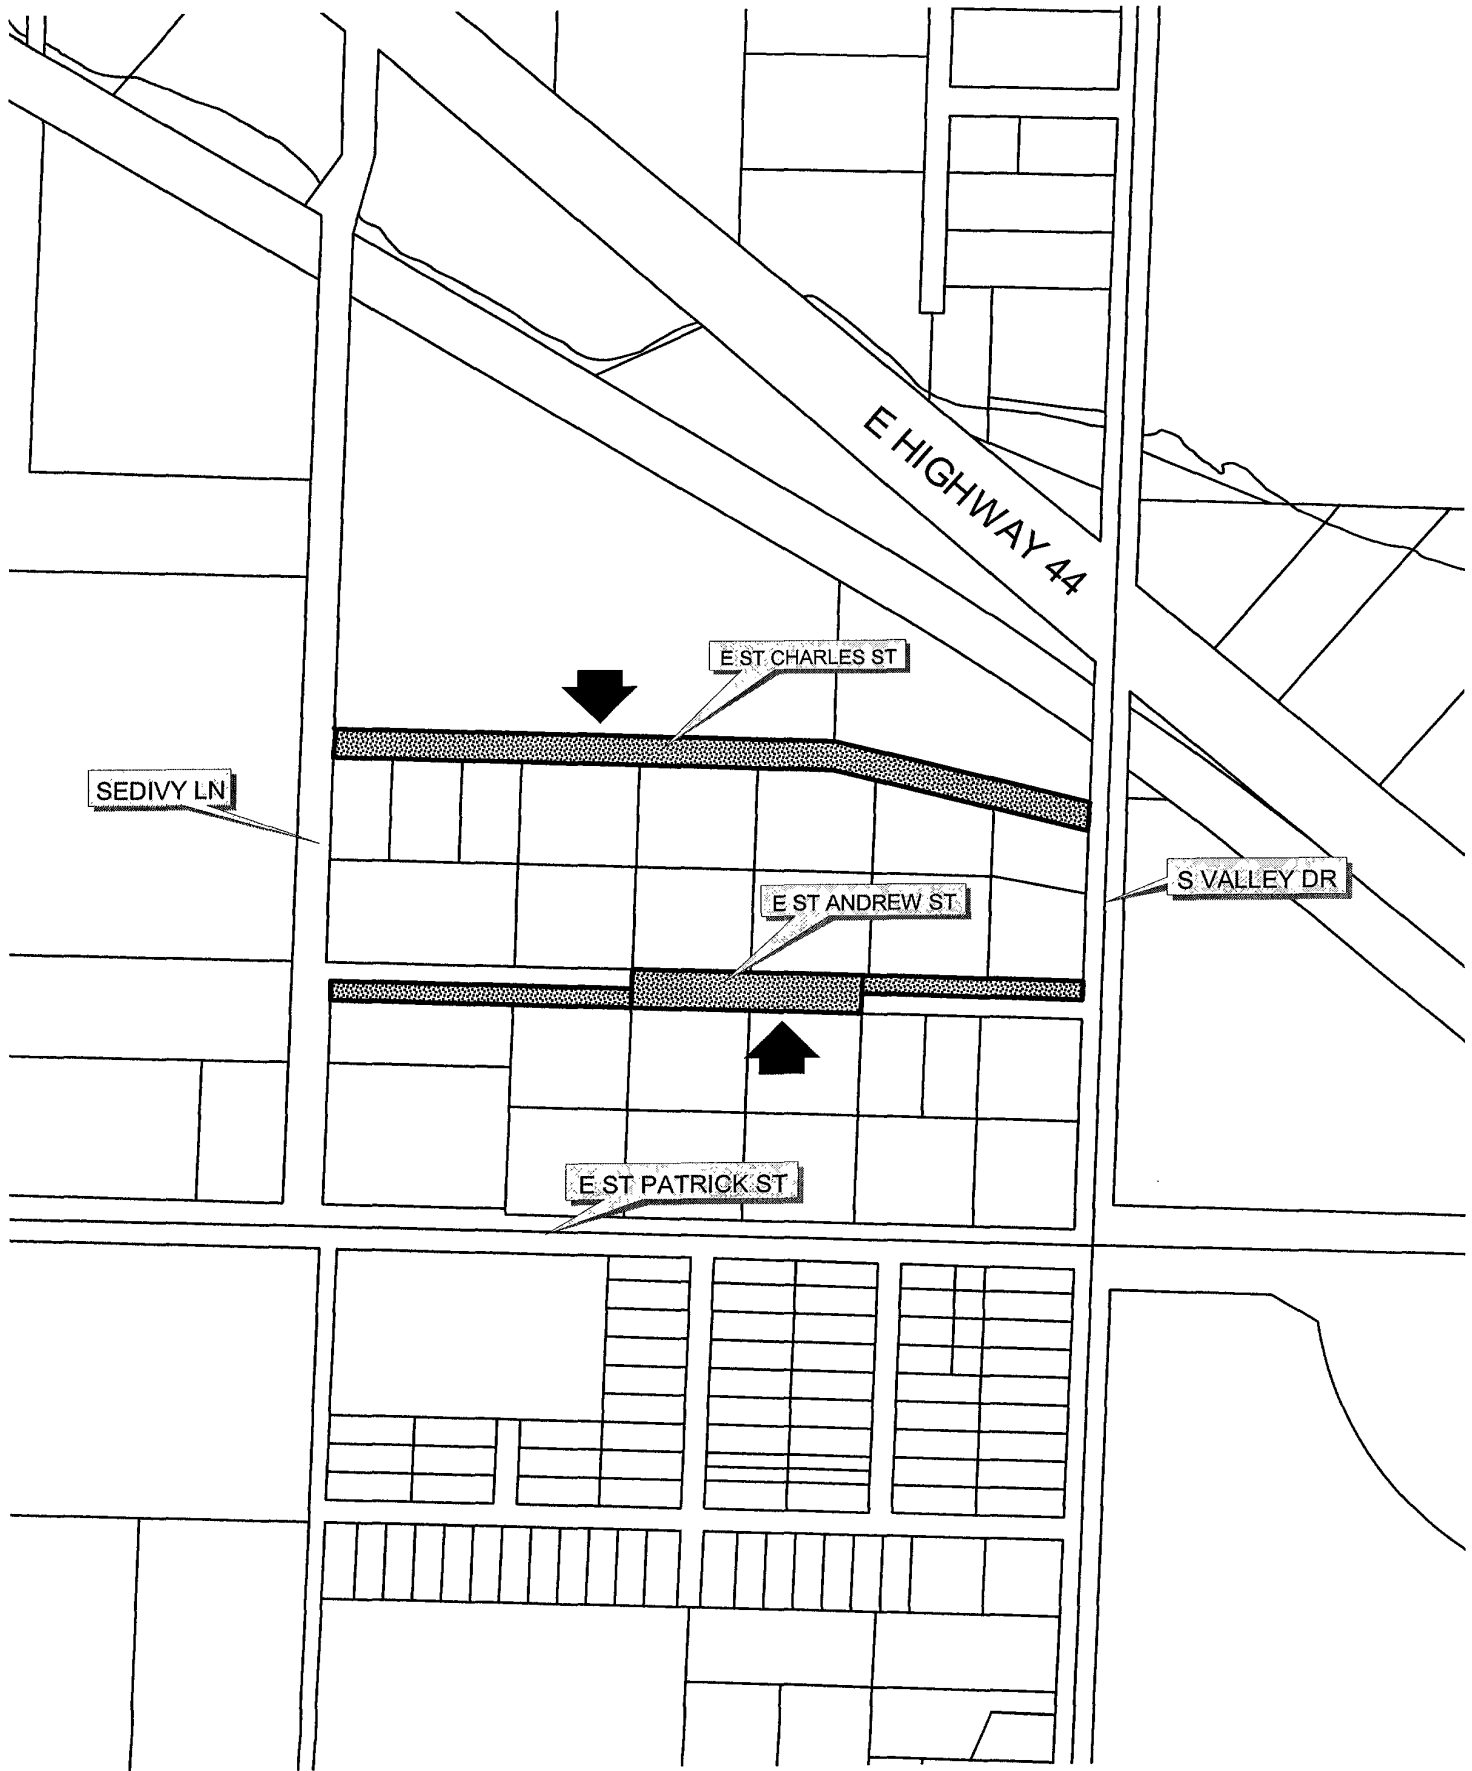 E HIGHWAY 44
E ST CHARLES ST
SEDIVY LN
S VALLEY DR
E ST ANDREW ST
E ST PATRICK ST